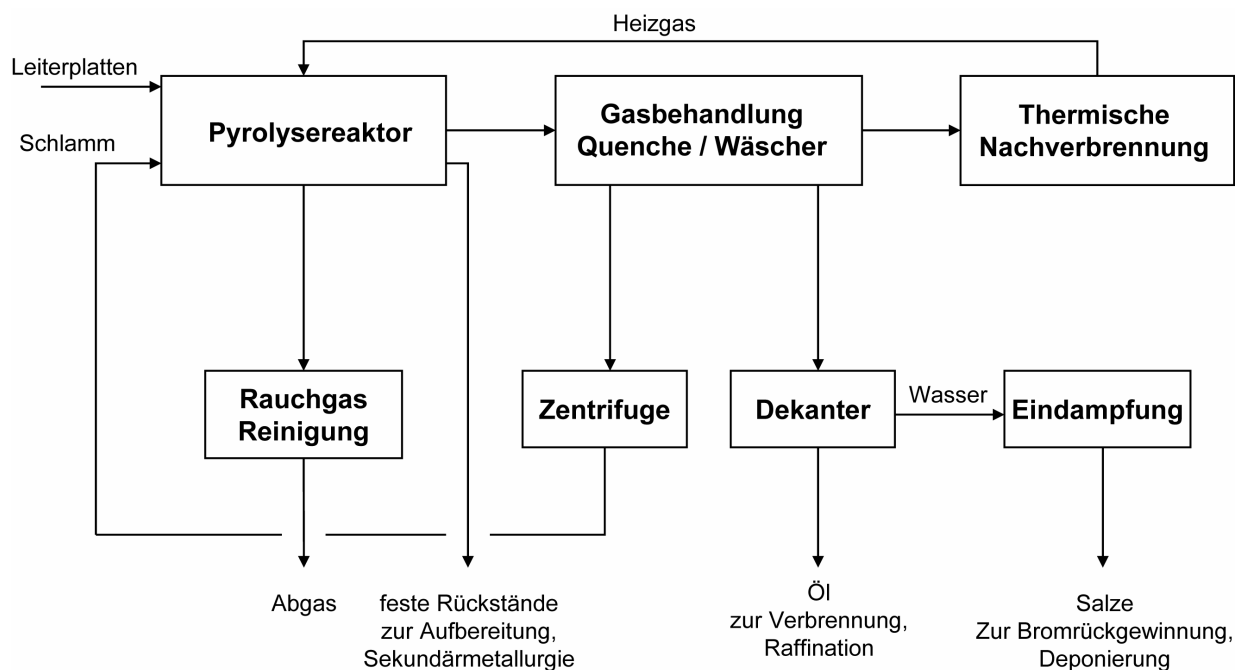 Heizgas
Leiterplatten
Schlamm
Pyrolysereaktor
Gasbehandlung
Quenche / Wäscher
Thermische
Nachverbrennung
Rauchgas
Reinigung
Zentrifuge
Dekanter
Wasser
Eindampfung
Abgas
feste Rückstände
zur Aufbereitung,
Sekundärmetallurgie
Öl
zur Verbrennung,
Raffination
Salze
Zur Bromrückgewinnung,
Deponierung